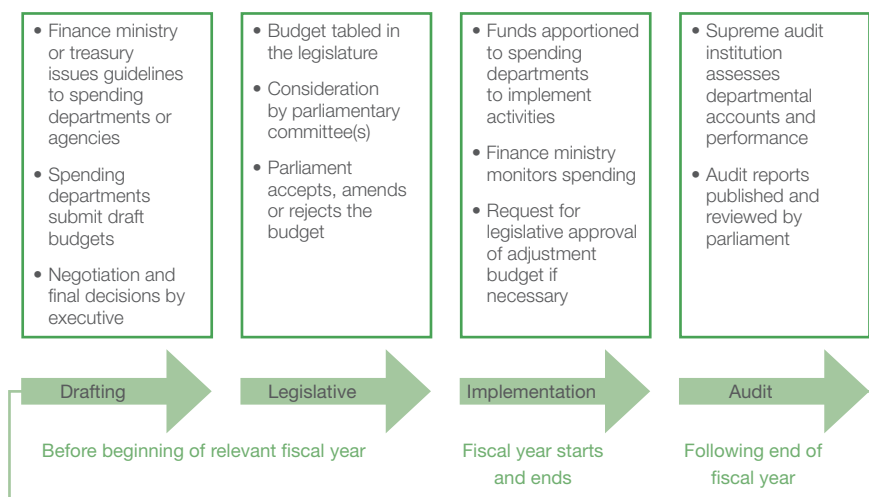 • Finance ministry
or treasury
issues guidelines
to spending
departments or
agencies
• Spending
departments
submit draft
budgets
• Negotiation and
final decisions by
executive
• Budget tabled in
the legislature
• Consideration
by parliamentary
committee(s)
• Parliament
accepts, amends
or rejects the
budget
• Funds apportioned
to spending
departments
to implement
activities
• Finance ministry
monitors spending
• Request for
legislative approval
of adjustment
budget if
necessary
• Supreme audit
institution
assesses
departmental
accounts and
performance
• Audit reports
published and
reviewed by
parliament
Drafting
Legislative
Implementation
Audit
Before beginning of relevant fiscal year
Fiscal year starts
and ends
Following end of
fiscal year